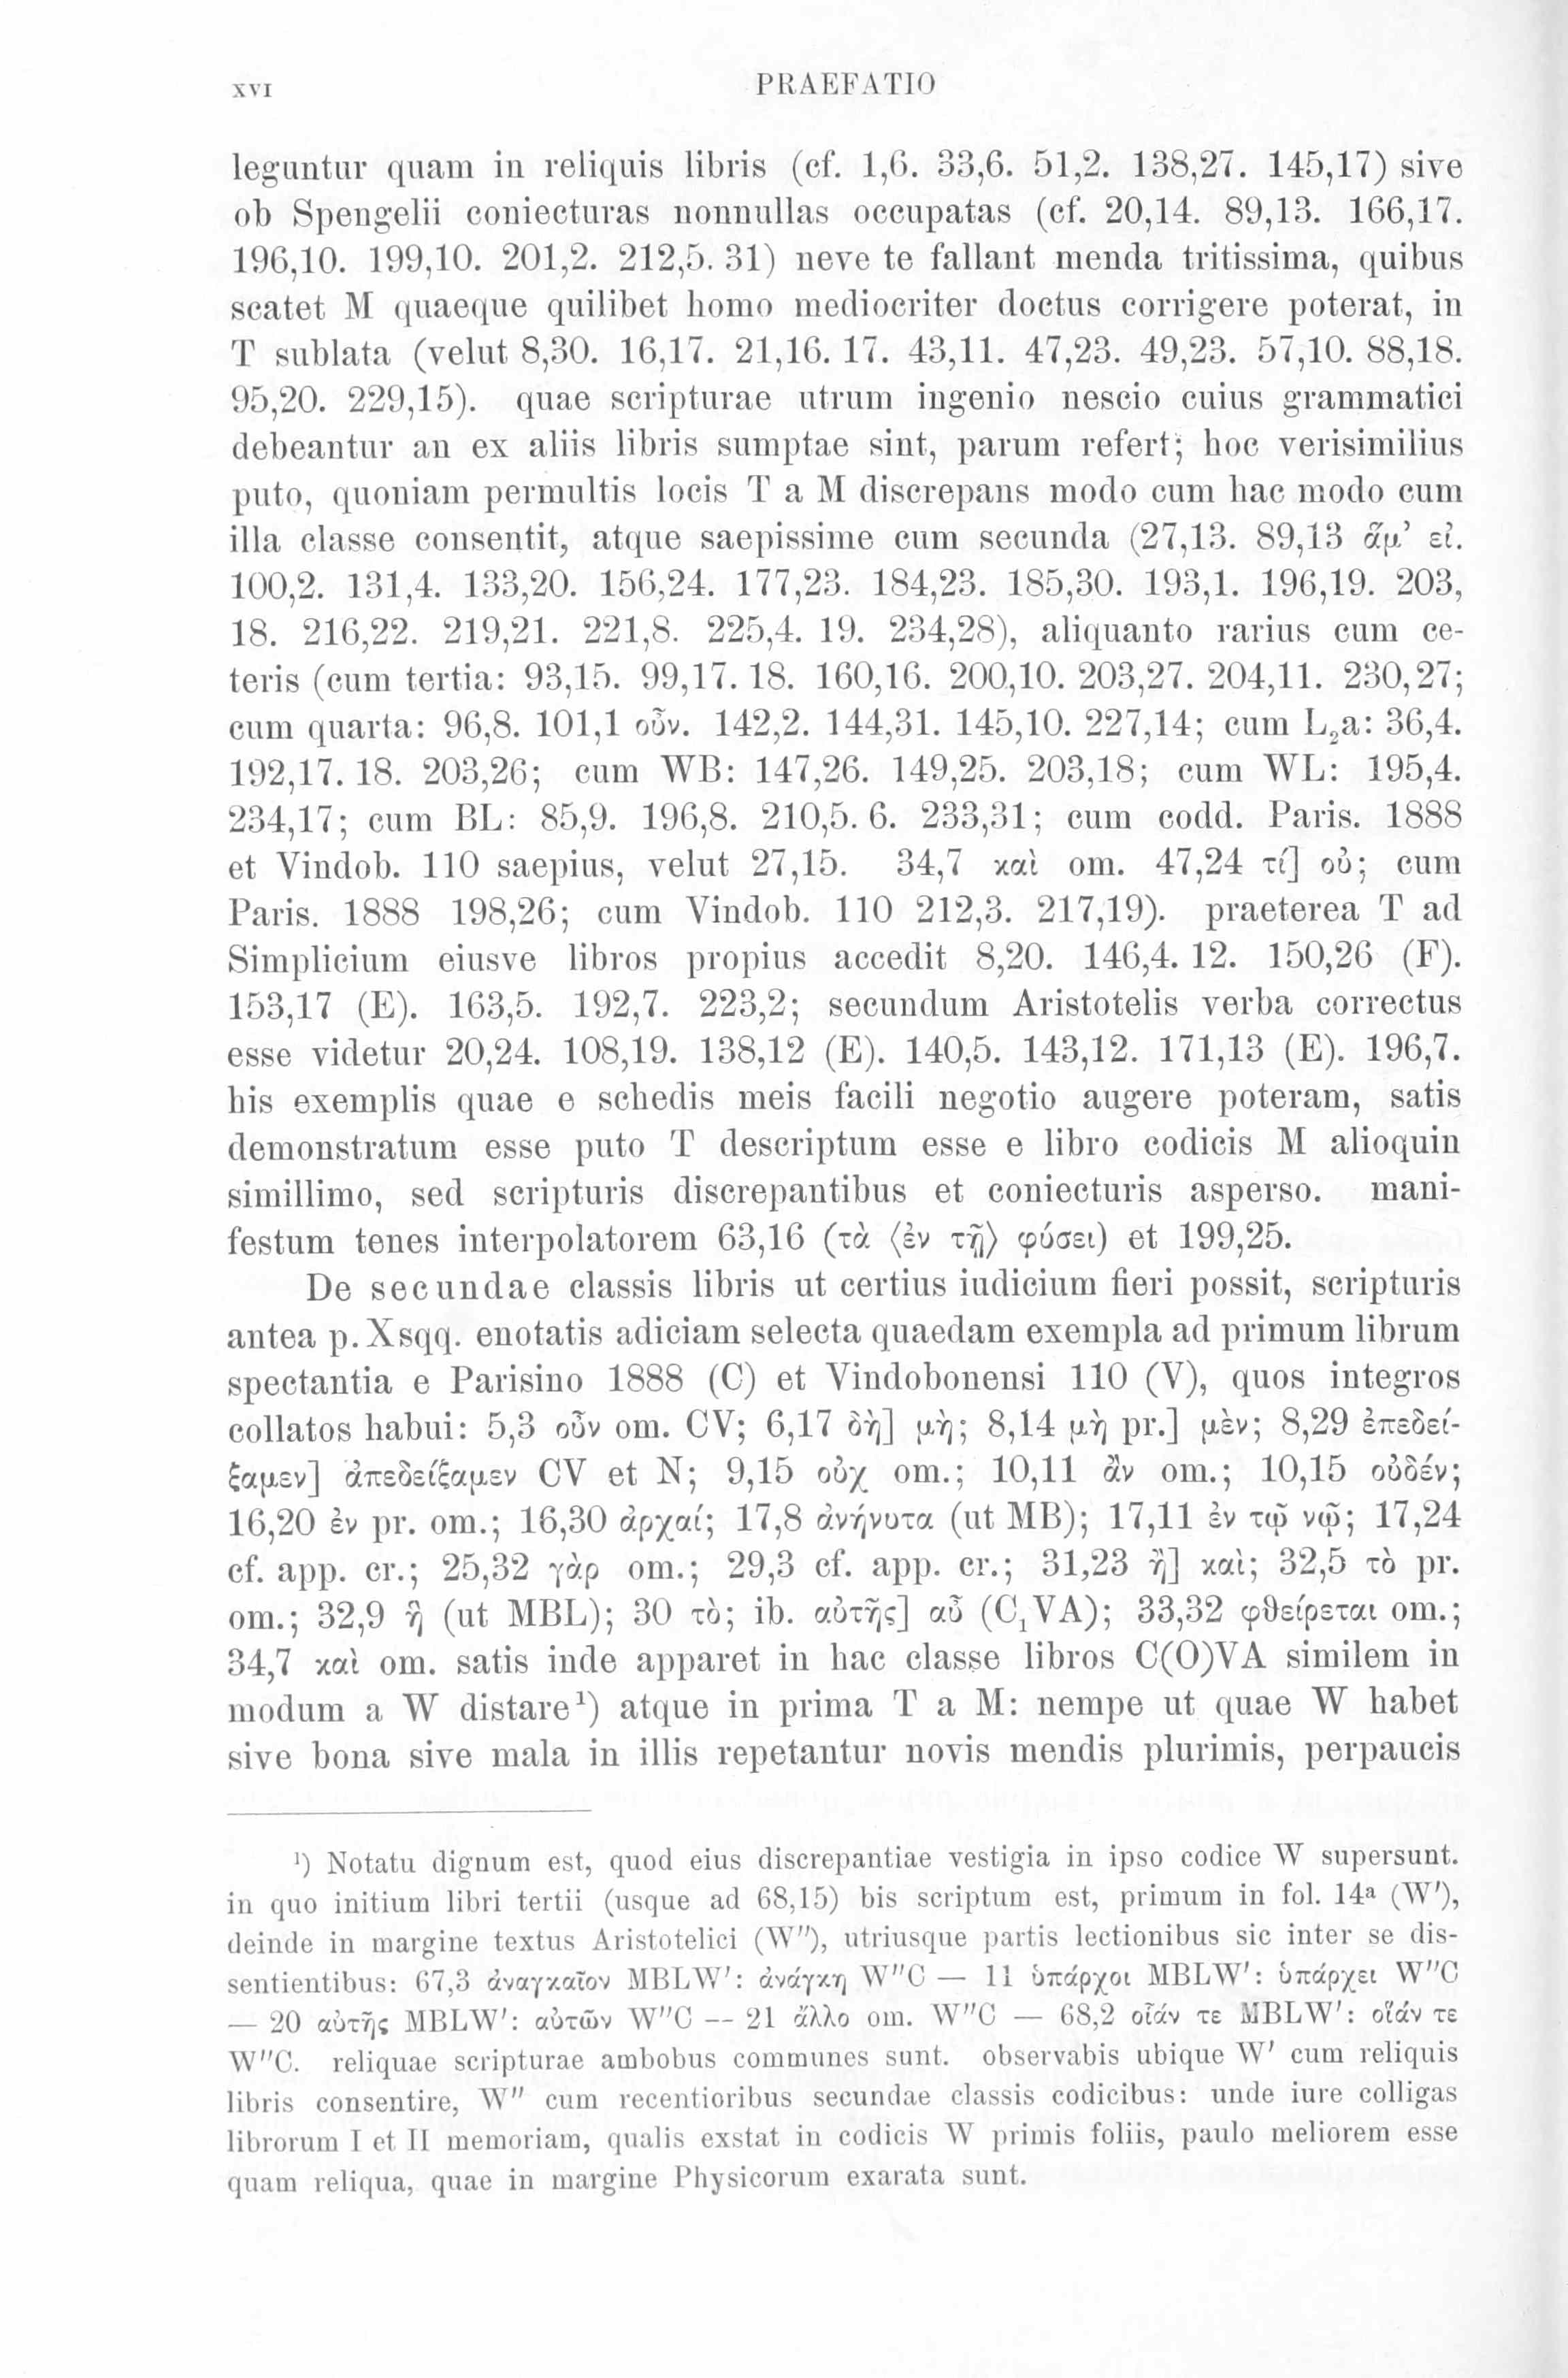 XVI PRAEFATIO
leguntur quam in reliquis libris (cf. 1,6. 33,6. 51,2. 138,27. 145,17) sive
ob Spengelii coniecturas nonnullas occupatas (cf. 20,14. 89,13. 166,17.
196,10. 199,10. 201,2. 212,5. 31) neve te fallant menda tritissima, quibus
scatet M quaeque quilibet homo mediocriter doctus corrigere poterat, in
T sublata (velut 8,30. 16,17. 21,16. 17. 43,11. 47,23. 49,23. 57,10. 88,18.
95,20. 229,15). quae scripturae utrum ingenio nescio cuius grammatici
debeantur an ex aliis libris sumptae sint, parum refert; hoc verisimilius
puto, quoniam permultis locis T a M discrepans modo cum hac modo cum
illa classe consentit, atque saepissime cum secunda (27,13. 89,13 ἅμ’ εἰ.
100,2. 131,4. 133,20. 156,24. 177,23. 184,23. 185,30. 193,1. 196,19. 203,
18. 216,22. 219,21. 221,8. 225,4. 19. 234,28), aliquanto rarius cum ce-
teris (cum tertia: 93,15. 99,17. 18. 160,16. 200,10. 203,27. 204,11. 230,27;
cum quarta: 96,8. 101,1 οὖν. 142,2. 144,31. 145,10. 227,14; cum L₂a: 36,4.
192,17. 18. 203,26; cum WB: 147,26. 149,25. 203,18; cum WL: 195,4.
234,17; cum BL: 85,9. 196,8. 210,5. 6. 233,31; cum codd. Paris. 1888
et Vindob. 110 saepius, velut 27,15. 34,7 καὶ om. 47,24 τί] οὐ; cum
Paris. 1888 198,26; cum Vindob. 110 212,3. 217,19). praeterea T ad
Simplicium eiusve libros propius accedit 8,20. 146,4. 12. 150,26 (F).
153,17 (E). 163,5. 192,7. 223,2; secundum Aristotelis verba correctus
esse videtur 20,24. 108,19. 138,12 (E). 140,5. 143,12. 171,13 (E). 196,7.
his exemplis quae e schedis meis facili negotio augere poteram, satis
demonstratum esse puto T descriptum esse e libro codicis M alioquin
simillimo, sed scripturis discrepantibus et coniecturis asperso. mani-
festum tenes interpolatorem 63,16 (τὰ ⟨ἐν τῇ⟩ φύσει) et 199,25.
De secundae classis libris ut certius iudicium fieri possit, scripturis
antea p. X sqq. enotatis adiciam selecta quaedam exempla ad primum librum
spectantia e Parisino 1888 (C) et Vindobonensi 110 (V), quos integros
collatos habui: 5,3 οὖν om. CV; 6,17 δὴ] μὴ; 8,14 μὴ pr.] μὲν; 8,29 ἐπεδεί-
ξαμεν] ἀπεδείξαμεν CV et N; 9,15 οὐχ om.; 10,11 ἂν om.; 10,15 οὐδέν;
16,20 ἐν pr. om.; 16,30 ἀρχαί; 17,8 ἀνήνυτα (ut MB); 17,11 ἐν τῷ νῷ; 17,24
cf. app. cr.; 25,32 γὰρ om.; 29,3 cf. app. cr.; 31,23 ἢ] καὶ; 32,5 τὸ pr.
om.; 32,9 ἢ (ut MBL); 30 τὸ; ib. αὐτῆς] αὖ (C₁VA); 33,32 φθείρεται om.;
34,7 καὶ om. satis inde apparet in hac classe libros C(O)VA similem in
modum a W distare¹) atque in prima T a M: nempe ut quae W habet
sive bona sive mala in illis repetantur novis mendis plurimis, perpaucis
¹) Notatu dignum est, quod eius discrepantiae vestigia in ipso codice W supersunt.
in quo initium libri tertii (usque ad 68,15) bis scriptum est, primum in fol. 14ᵃ (W′),
deinde in margine textus Aristotelici (W″), utriusque partis lectionibus sic inter se dis-
sentientibus: 67,3 ἀναγκαῖον MBLW′: ἀνάγκη W″C — 11 ὑπάρχοι MBLW′: ὑπάρχει W″C
— 20 αὐτῆς MBLW′: αὐτῶν W″C — 21 ἄλλο om. W″C — 68,2 οἷάν τε MBLW′: οἵάν τε
W″C. reliquae scripturae ambobus communes sunt. observabis ubique W′ cum reliquis
libris consentire, W″ cum recentioribus secundae classis codicibus: unde iure colligas
librorum I et II memoriam, qualis exstat in codicis W primis foliis, paulo meliorem esse
quam reliqua, quae in margine Physicorum exarata sunt.